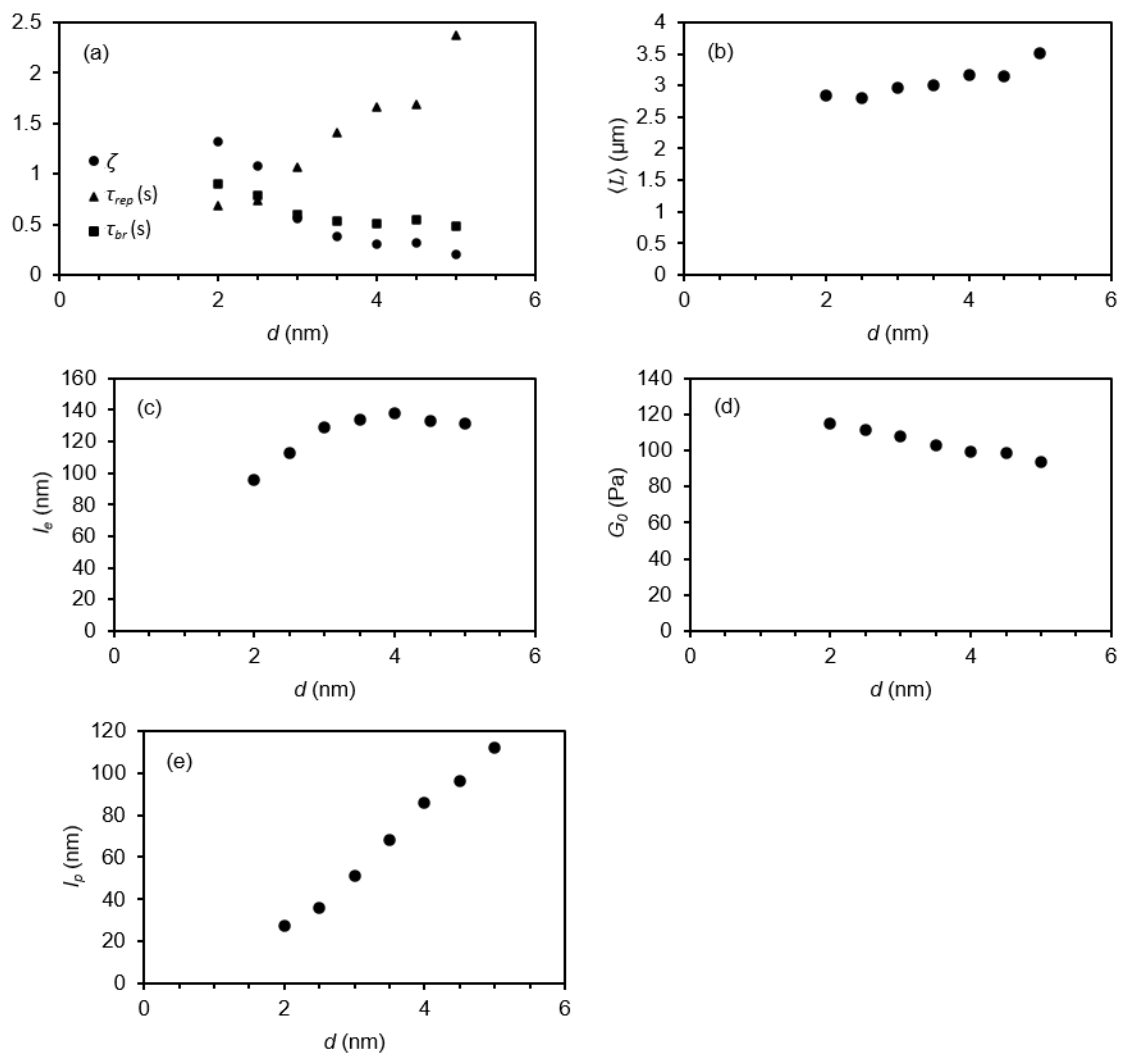 2.5
2
1.5
1
0.5
0
(a)
ζ
τrep (s)
τbr (s)
0 2 4 6
d (nm)
4
3.5
3
2.5
2
1.5
1
0.5
0
(b)
⟨L⟩ (µm)
0 2 4 6
d (nm)
160
140
120
100
80
60
40
20
0
(c)
le (nm)
0 2 4 6
d (nm)
140
120
100
80
60
40
20
0
(d)
G0 (Pa)
0 2 4 6
d (nm)
120
100
80
60
40
20
0
(e)
lp (nm)
0 2 4 6
d (nm)